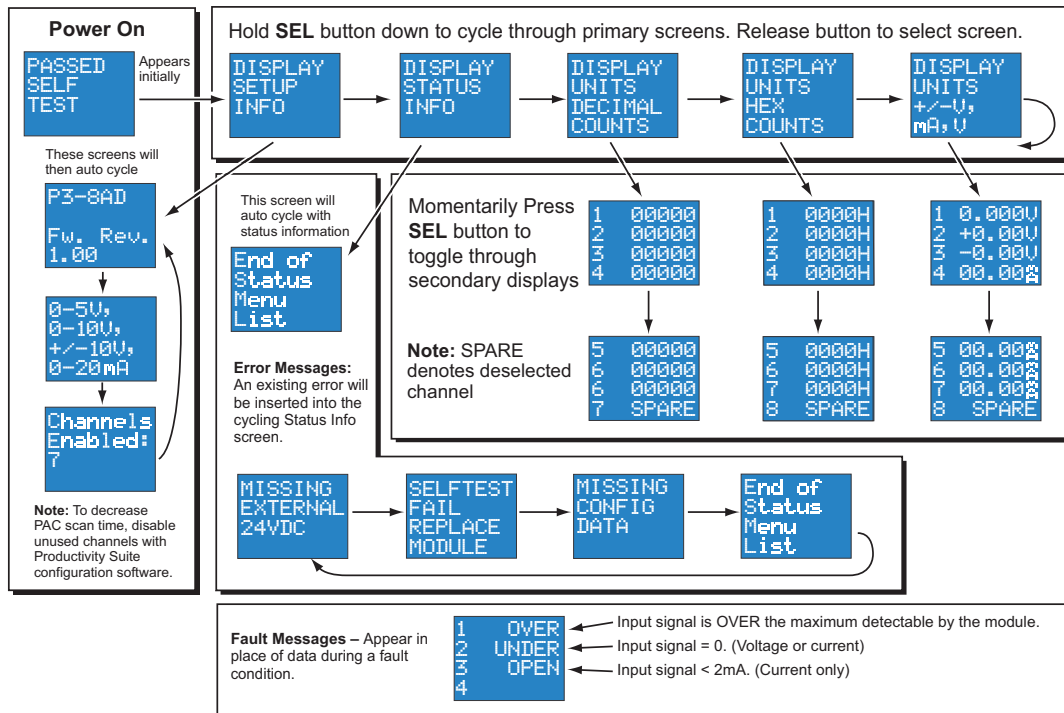 Power On
PASSED
SELF
TEST
Appears
initially
These screens will
then auto cycle
P3-8AD
Fw. Rev.
1.00
0-5V,
0-10V,
+/-10V,
0-20mA
Channels
Enabled:
7
Note: To decrease
PAC scan time, disable
unused channels with
Productivity Suite
configuration software.
Hold SEL button down to cycle through primary screens. Release button to select screen.
DISPLAY
SETUP
INFO
DISPLAY
STATUS
INFO
DISPLAY
UNITS
DECIMAL
COUNTS
DISPLAY
UNITS
HEX
COUNTS
DISPLAY
UNITS
+/-V,
mA,V
This screen will
auto cycle with
status information
End of
Status
Menu
List
Momentarily Press
SEL button to
toggle through
secondary displays
Note: SPARE
denotes deselected
channel
1 00000
2 00000
3 00000
4 00000
1 0000H
2 0000H
3 0000H
4 0000H
1 0.000V
2 +0.00V
3 -0.00V
4 00.00mA
5 00000
6 00000
6 00000
7 SPARE
5 0000H
6 0000H
7 0000H
8 SPARE
5 00.00mA
6 00.00mA
7 00.00mA
8 SPARE
Error Messages:
An existing error will
be inserted into the
cycling Status Info
screen.
MISSING
EXTERNAL
24VDC
SELFTEST
FAIL
REPLACE
MODULE
MISSING
CONFIG
DATA
End of
Status
Menu
List
Fault Messages – Appear in
place of data during a fault
condition.
1 OVER
2 UNDER
3 OPEN
4
Input signal is OVER the maximum detectable by the module.
Input signal = 0. (Voltage or current)
Input signal < 2mA. (Current only)